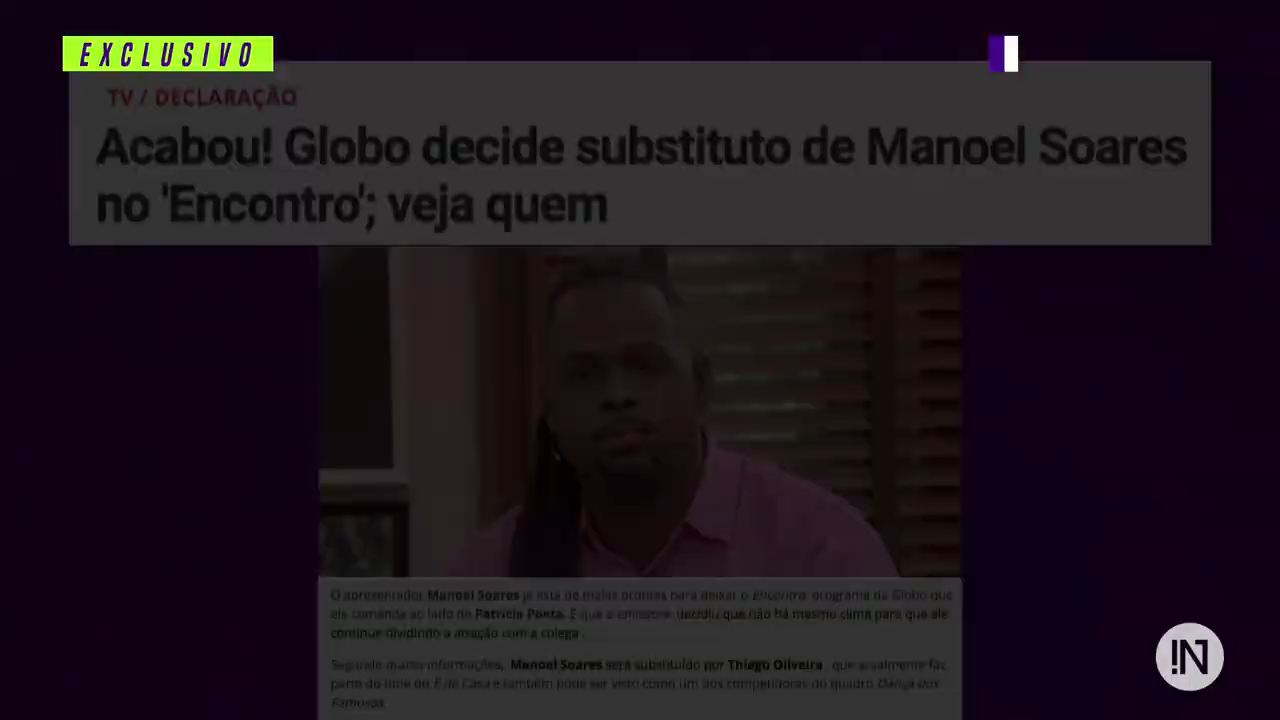 EXCLUSIVO
TV / DECLARAÇÃO
Acabou! Globo decide substituto de Manoel Soares
no 'Encontro'; veja quem
O apresentador Manoel Soares já está de malas prontas para deixar o Encontro, programa da Globo que
ele comanda ao lado de Patrícia Poeta. É que a emissora decidiu que não há mesmo clima para que ele
continue dividindo a atração com a colega.
Segundo outras informações, Manoel Soares será substituído por Thiago Oliveira, que atualmente faz
parte do time do É de Casa e também pode ser visto como um dos competidores do quadro Dança dos
Famosos.
!N